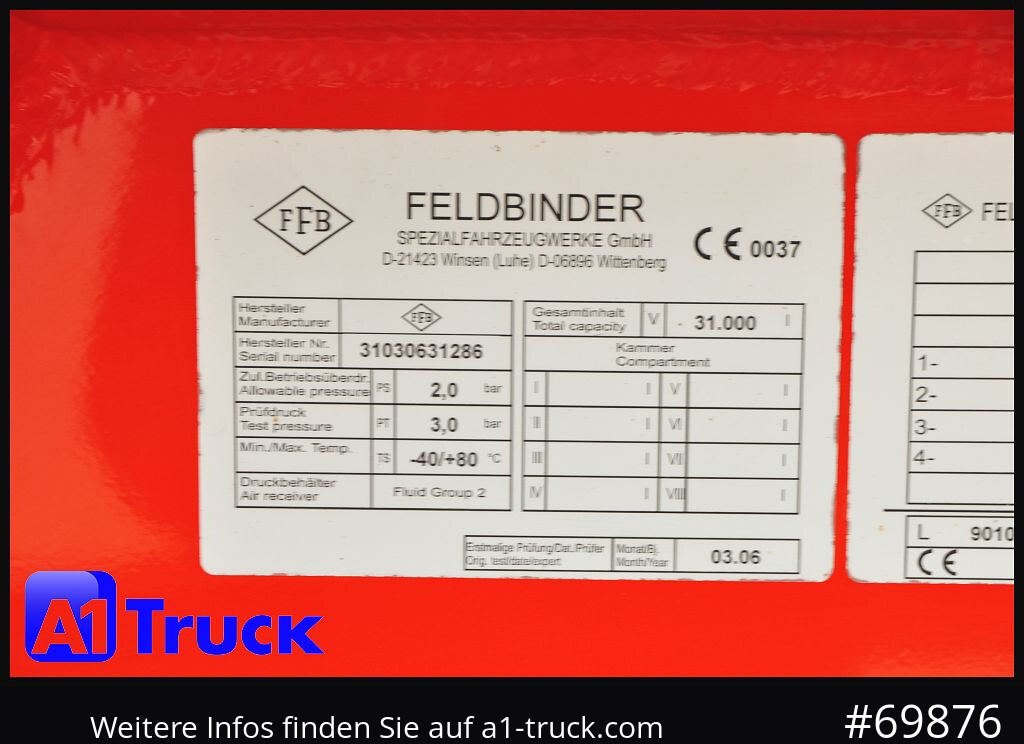 FFB
FELDBINDER
SPEZIALFAHRZEUGWERKE GmbH
D-21423 Winsen (Luhe) D-06896 Wittenberg
CE 0037
Hersteller
Manufacturer
FFB
Hersteller Nr.
Serial number
31030631286
Zul.Betriebsüberdr.
Allowable pressure
PS
2,0
bar
Prüfdruck
Test pressure
PT
3,0
bar
Min./Max. Temp.
TS
-40/+80
°C
Druckbehälter
Air receiver
Fluid Group 2
Gesamtinhalt
Total capacity
V
31.000
l
Kammer
Compartment
I
l
V
l
II
l
VI
l
III
l
VII
l
IV
l
VIII
l
Erstmalige Prüfung/Dat./Prüfer
Orig. test/date/expert
Monat/Bj.
Month/Year
03.06
FFB
FEL
1-
2-
3-
4-
L
9010
CE
A1 Truck
Weitere Infos finden Sie auf a1-truck.com
#69876